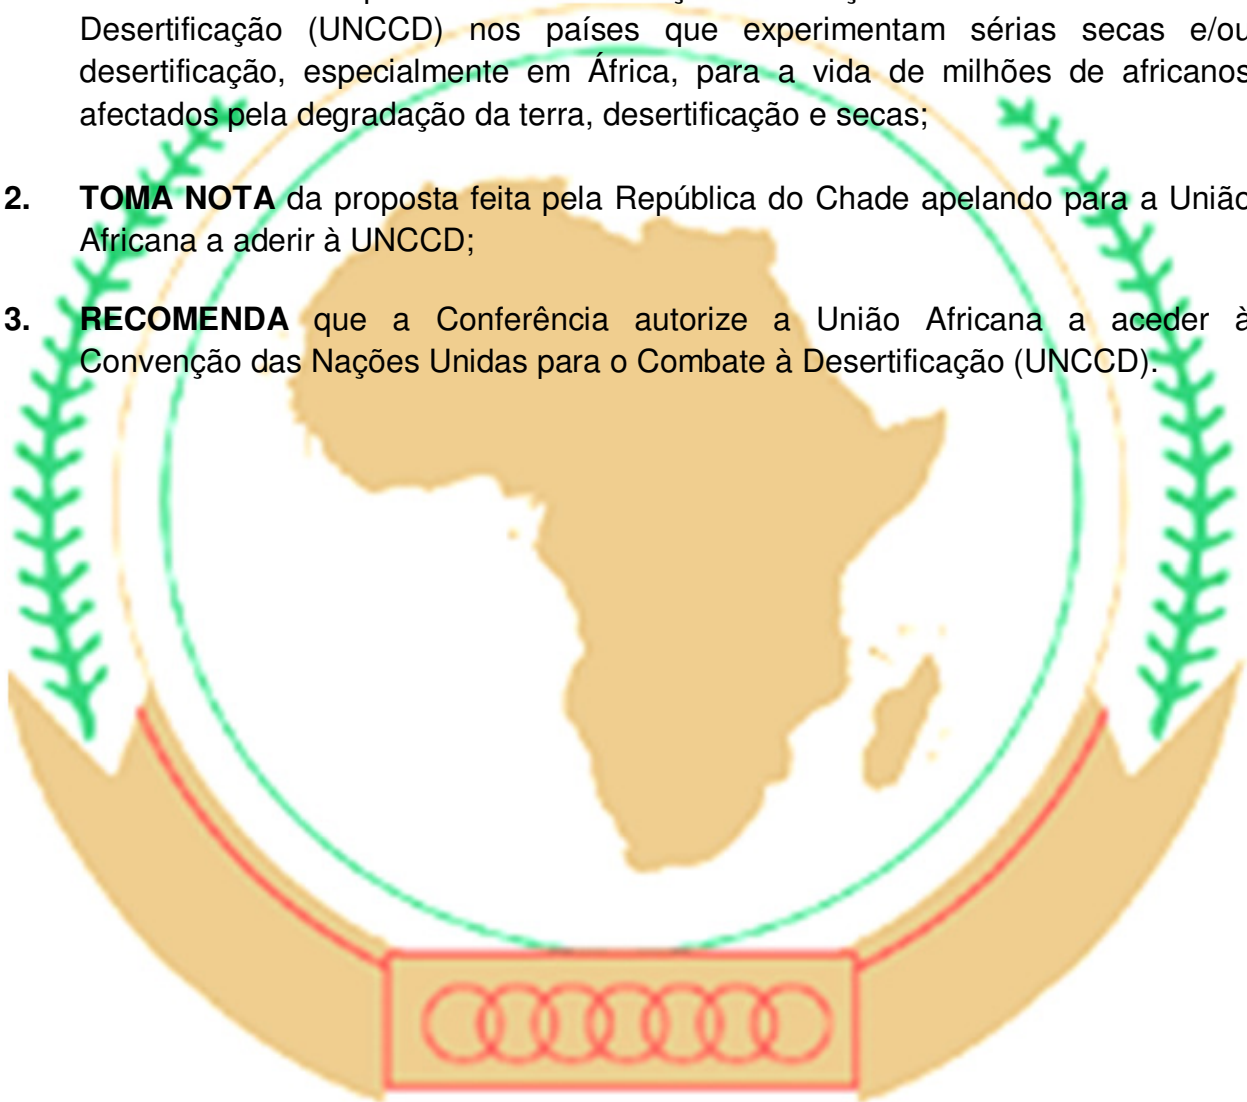 Desertificação (UNCCD) nos países que experimentam sérias secas e/ou
desertificação, especialmente em África, para a vida de milhões de africanos
afectados pela degradação da terra, desertificação e secas;
2. TOMA NOTA da proposta feita pela República do Chade apelando para a União
Africana a aderir à UNCCD;
3. RECOMENDA que a Conferência autorize a União Africana a aceder à
Convenção das Nações Unidas para o Combate à Desertificação (UNCCD).